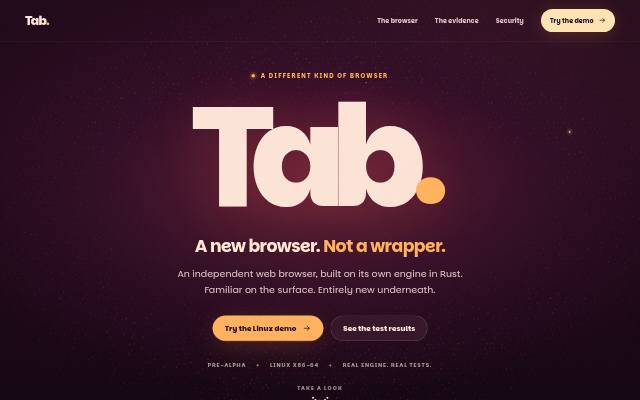 Tab.
The browser
The evidence
Security
Try the demo →
A DIFFERENT KIND OF BROWSER
Tab.
A new browser. Not a wrapper.
An independent web browser, built on its own engine in Rust.
Familiar on the surface. Entirely new underneath.
Try the Linux demo →
See the test results
PRE-ALPHA • LINUX X86-64 • REAL ENGINE. REAL TESTS.
TAKE A LOOK